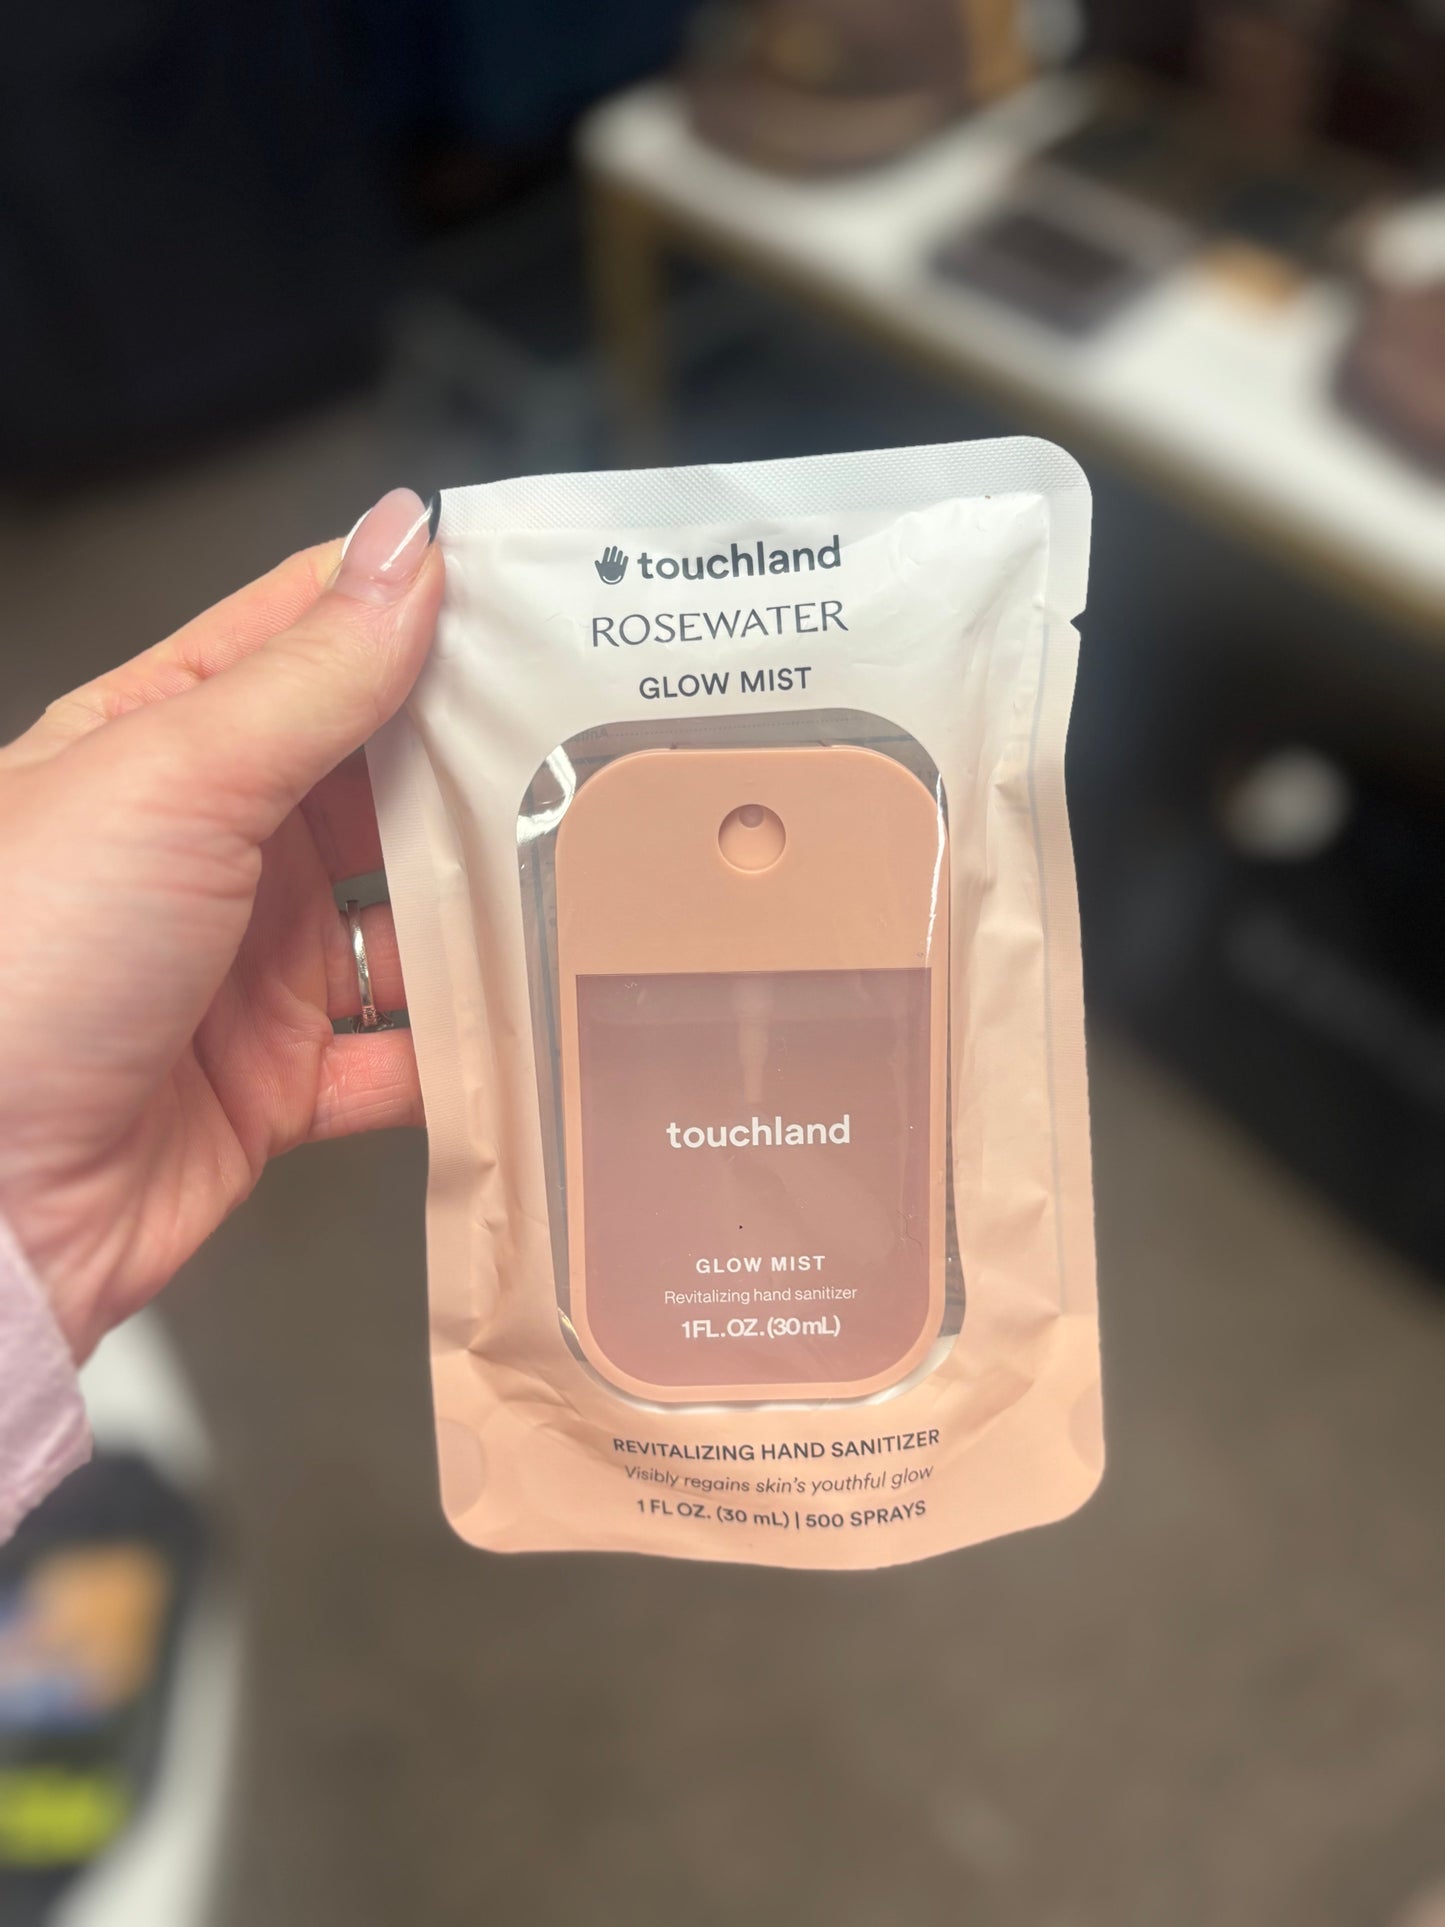 touchland
ROSEWATER
GLOW MIST
touchland
GLOW MIST
Revitalizing hand sanitizer
1FL.OZ.(30mL)
REVITALIZING HAND SANITIZER
Visibly regains skin's youthful glow
1 FL OZ. (30 mL) | 500 SPRAYS